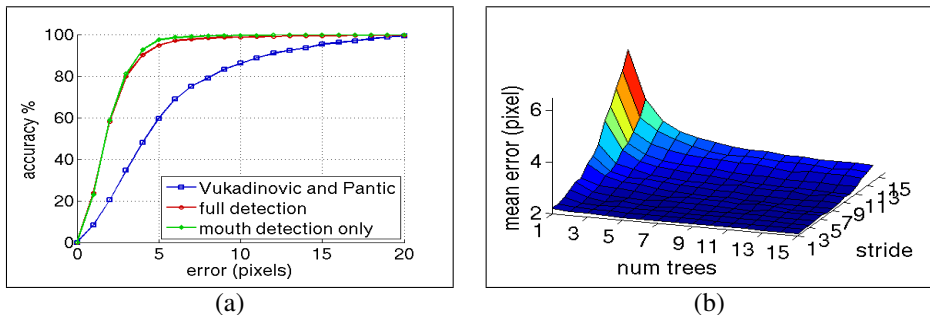 100
80
60
40
20
0
accuracy %
Vukadinovic and Pantic
full detection
mouth detection only
0 5 10 15 20
error (pixels)
(a)
6
4
2
mean error (pixel)
1 3 5 7 9 11 13 15
num trees
1 3 5 7 9 11 13 15
stride
(b)